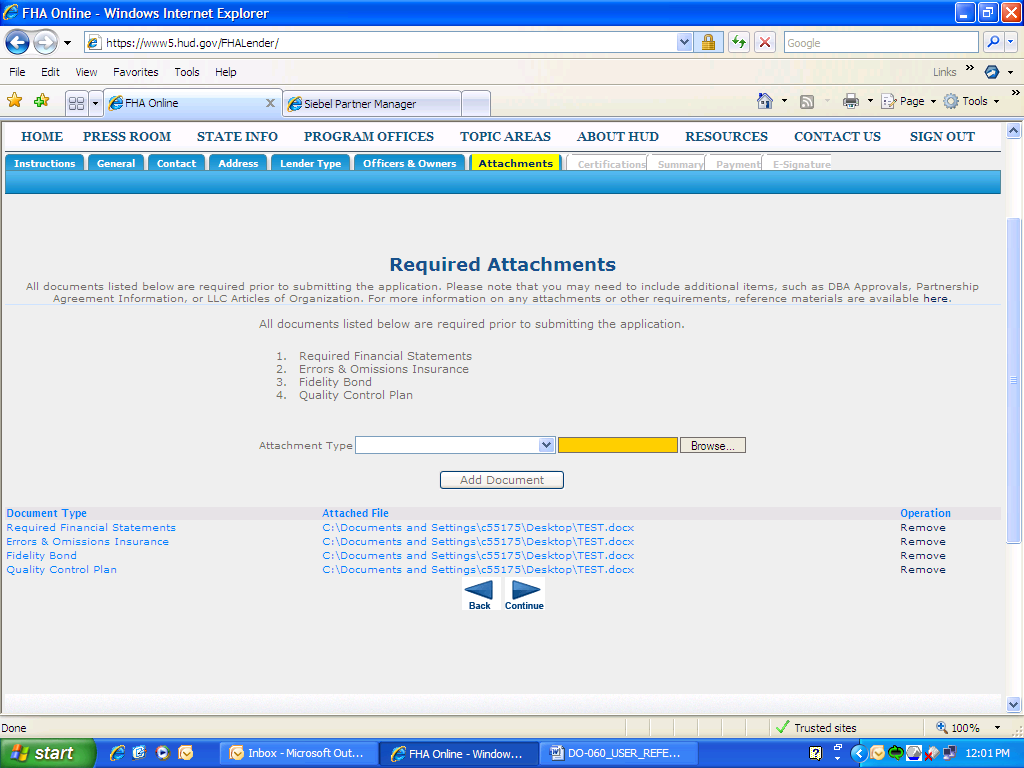 FHA Online - Windows Internet Explorer
https://www5.hud.gov/FHALender/
Google
File Edit View Favorites Tools Help
Links »
FHA Online X Siebel Partner Manager
Page Tools »
HOME PRESS ROOM STATE INFO PROGRAM OFFICES TOPIC AREAS ABOUT HUD RESOURCES CONTACT US SIGN OUT
Instructions General Contact Address Lender Type Officers & Owners Attachments Certifications Summary Payment E-Signature
Required Attachments
All documents listed below are required prior to submitting the application. Please note that you may need to include additional items, such as DBA Approvals, Partnership
Agreement Information, or LLC Articles of Organization. For more information on any attachments or other requirements, reference materials are available here.
All documents listed below are required prior to submitting the application.
1. Required Financial Statements
2. Errors & Omissions Insurance
3. Fidelity Bond
4. Quality Control Plan
Attachment Type Browse...
Add Document
Document Type Attached File Operation
Required Financial Statements C:\Documents and Settings\c55175\Desktop\TEST.docx Remove
Errors & Omissions Insurance C:\Documents and Settings\c55175\Desktop\TEST.docx Remove
Fidelity Bond C:\Documents and Settings\c55175\Desktop\TEST.docx Remove
Quality Control Plan C:\Documents and Settings\c55175\Desktop\TEST.docx Remove
Back Continue
Done Trusted sites 100%
start Inbox - Microsoft Out... FHA Online - Window... DO-060_USER_REFE... 12:01 PM